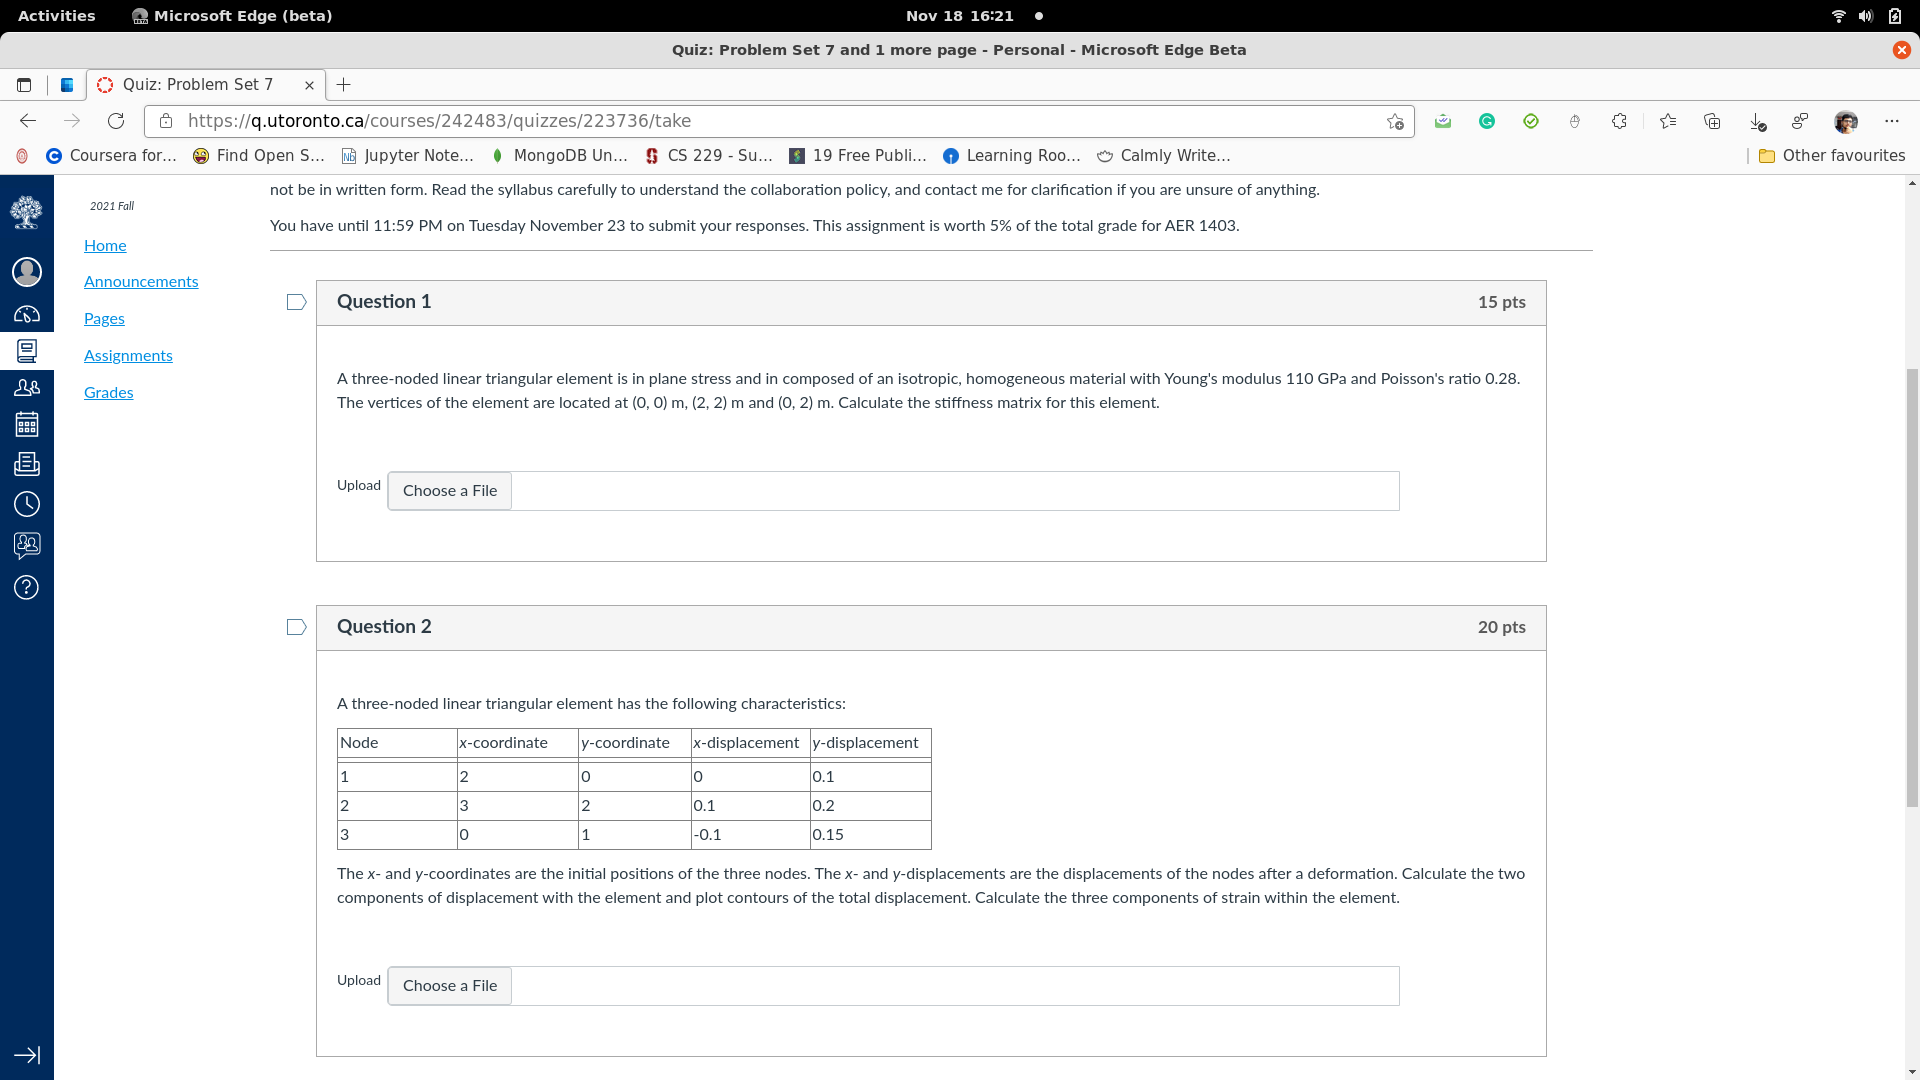 Activities Microsoft Edge (beta) Nov 18 16:21
Quiz: Problem Set 7 and 1 more page - Personal - Microsoft Edge Beta
Quiz: Problem Set 7
https://q.utoronto.ca/courses/242483/quizzes/223736/take
Coursera for... Find Open S... Jupyter Note... MongoDB Un... CS 229 - Su... 19 Free Publi... Learning Roo... Calmly Write... Other favourites
2021 Fall
Home
Announcements
Pages
Assignments
Grades
not be in written form. Read the syllabus carefully to understand the collaboration policy, and contact me for clarification if you are unsure of anything.
You have until 11:59 PM on Tuesday November 23 to submit your responses. This assignment is worth 5% of the total grade for AER 1403.
Question 1 15 pts
A three-noded linear triangular element is in plane stress and in composed of an isotropic, homogeneous material with Young's modulus 110 GPa and Poisson's ratio 0.28.
The vertices of the element are located at (0, 0) m, (2, 2) m and (0, 2) m. Calculate the stiffness matrix for this element.
Upload Choose a File
Question 2 20 pts
A three-noded linear triangular element has the following characteristics:
Node x-coordinate y-coordinate x-displacement y-displacement
1 2 0 0 0.1
2 3 2 0.1 0.2
3 0 1 -0.1 0.15
The x- and y-coordinates are the initial positions of the three nodes. The x- and y-displacements are the displacements of the nodes after a deformation. Calculate the two
components of displacement with the element and plot contours of the total displacement. Calculate the three components of strain within the element.
Upload Choose a File